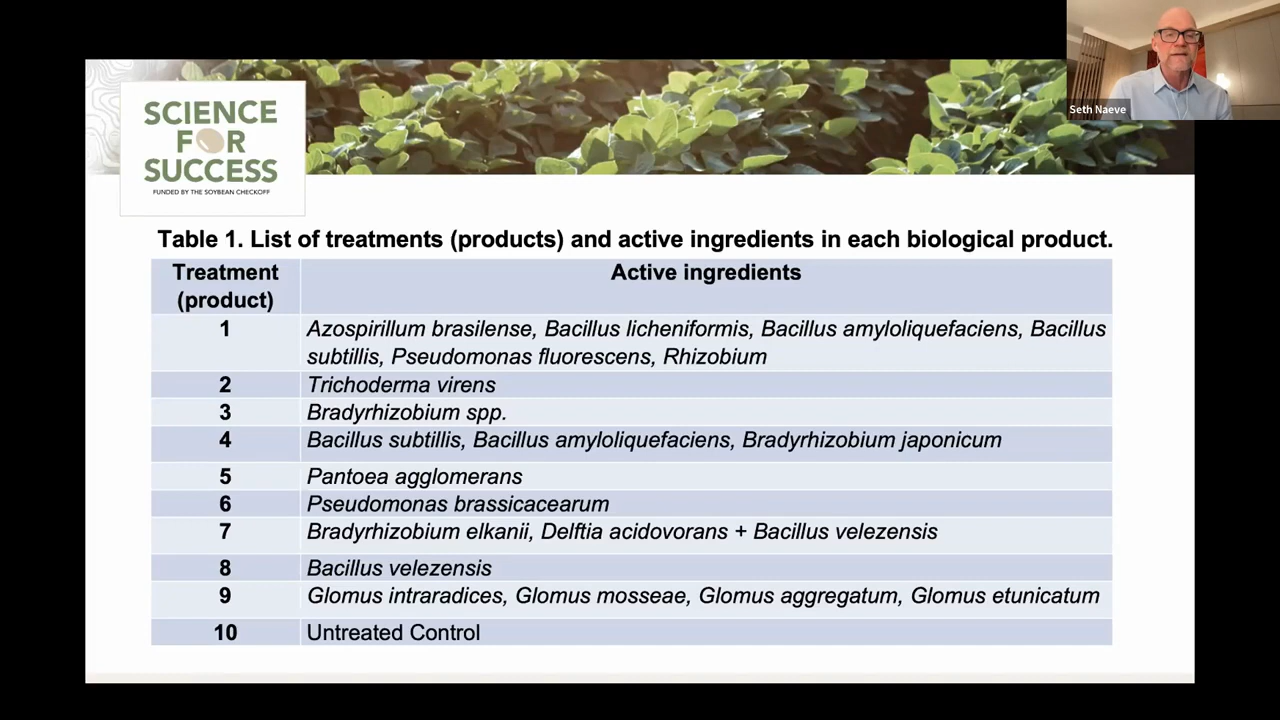 Seth Naeve
SCIENCE
FOR
SUCCESS
FUNDED BY THE SOYBEAN CHECKOFF
Table 1. List of treatments (products) and active ingredients in each biological product.
Treatment
(product)
Active ingredients
1
Azospirillum brasilense, Bacillus licheniformis, Bacillus amyloliquefaciens, Bacillus
subtillis, Pseudomonas fluorescens, Rhizobium
2
Trichoderma virens
3
Bradyrhizobium spp.
4
Bacillus subtillis, Bacillus amyloliquefaciens, Bradyrhizobium japonicum
5
Pantoea agglomerans
6
Pseudomonas brassicacearum
7
Bradyrhizobium elkanii, Delftia acidovorans + Bacillus velezensis
8
Bacillus velezensis
9
Glomus intraradices, Glomus mosseae, Glomus aggregatum, Glomus etunicatum
10
Untreated Control